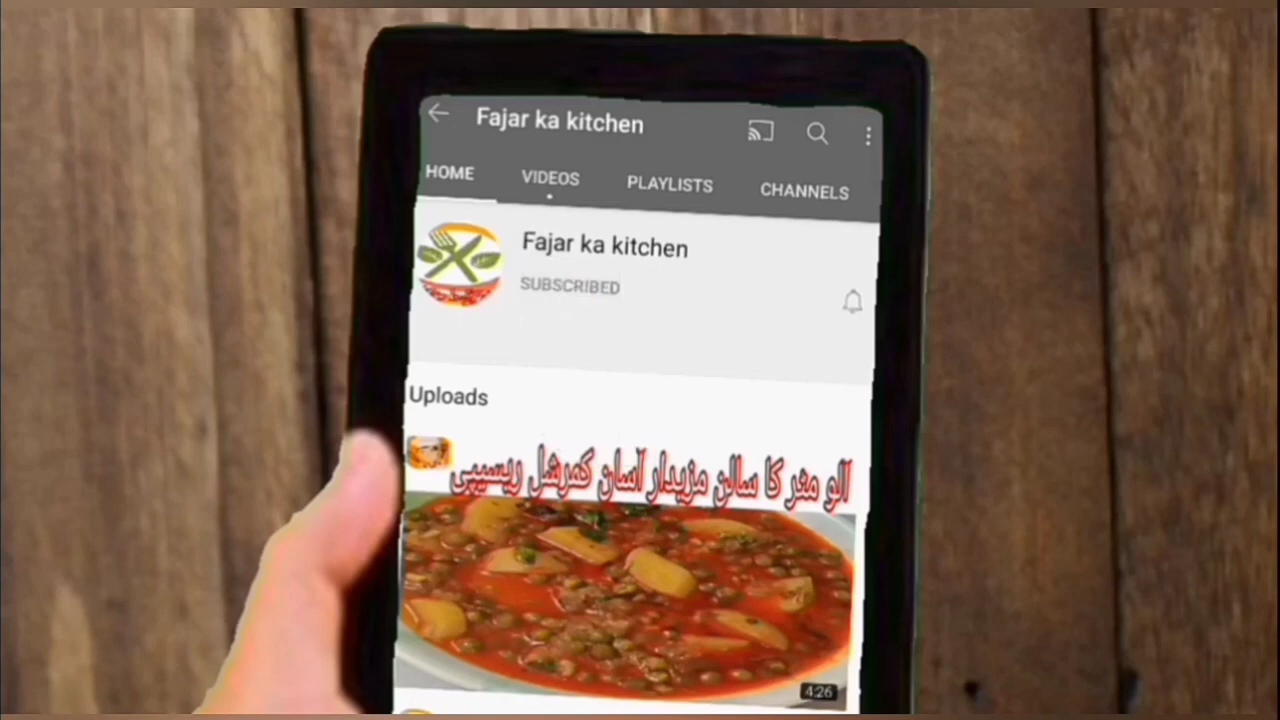 Fajar ka kitchen
HOME VIDEOS PLAYLISTS CHANNELS
Fajar ka kitchen
SUBSCRIBED
Uploads
آلو مٹر کا سالن مزیدار آسان کمرشل ریسیپی
4:26